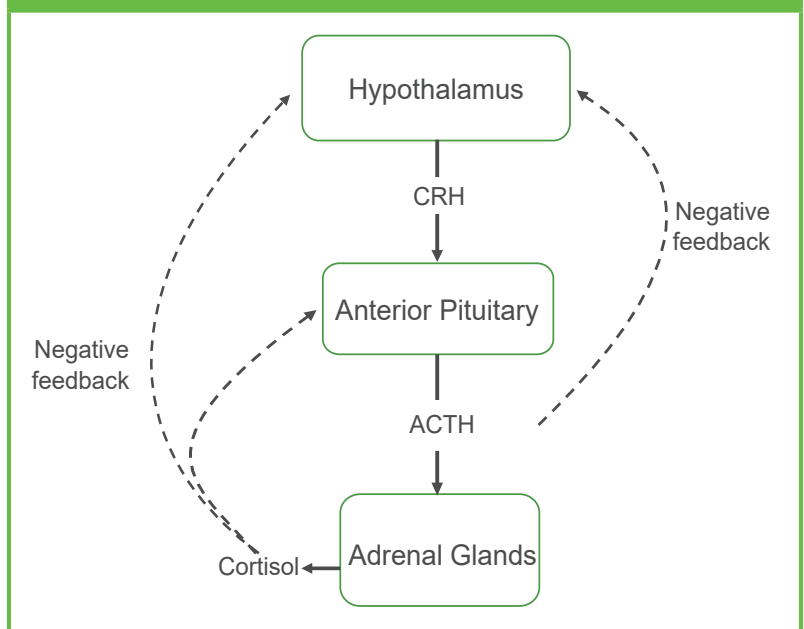 Hypothalamus
CRH
Negative
feedback
Anterior Pituitary
Negative
feedback
ACTH
Adrenal Glands
Cortisol